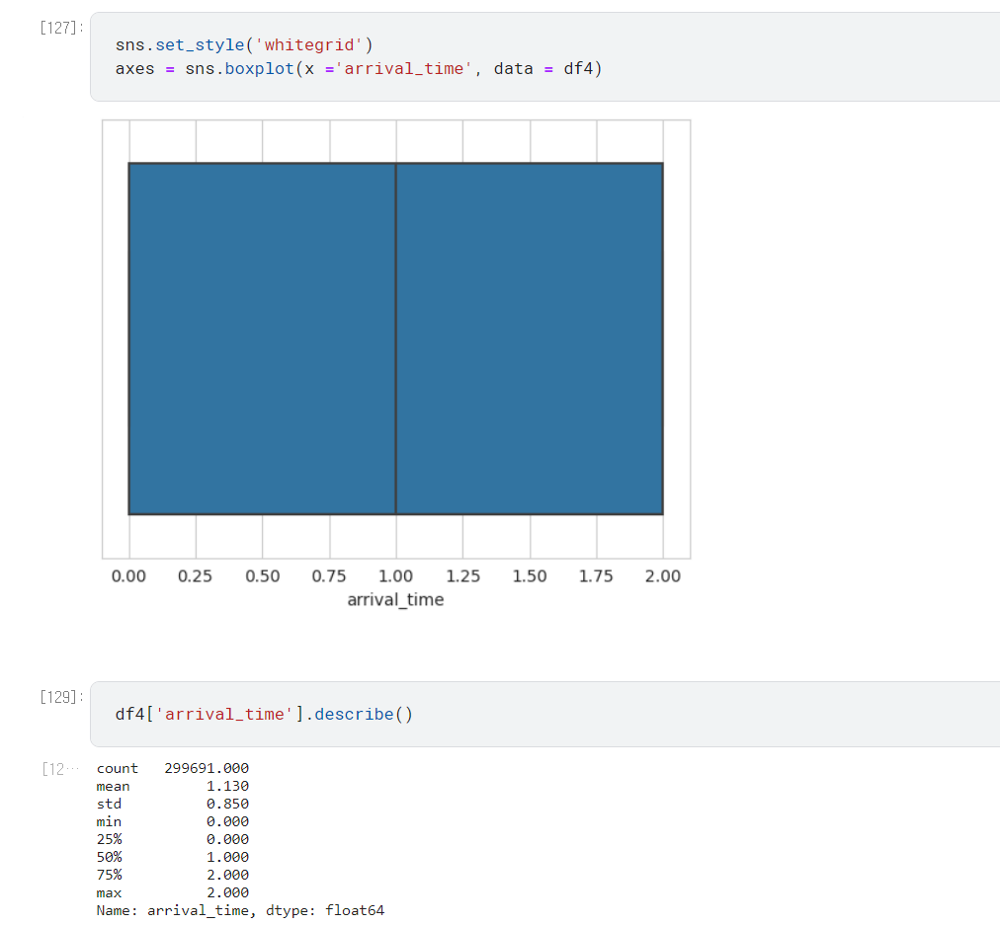 [127]:
sns.set_style('whitegrid')
axes = sns.boxplot(x ='arrival_time', data = df4)
0.00 0.25 0.50 0.75 1.00 1.25 1.50 1.75 2.00
arrival_time
[129]:
df4['arrival_time'].describe()
[12…
count 299691.000
mean 1.130
std 0.850
min 0.000
25% 0.000
50% 1.000
75% 2.000
max 2.000
Name: arrival_time, dtype: float64